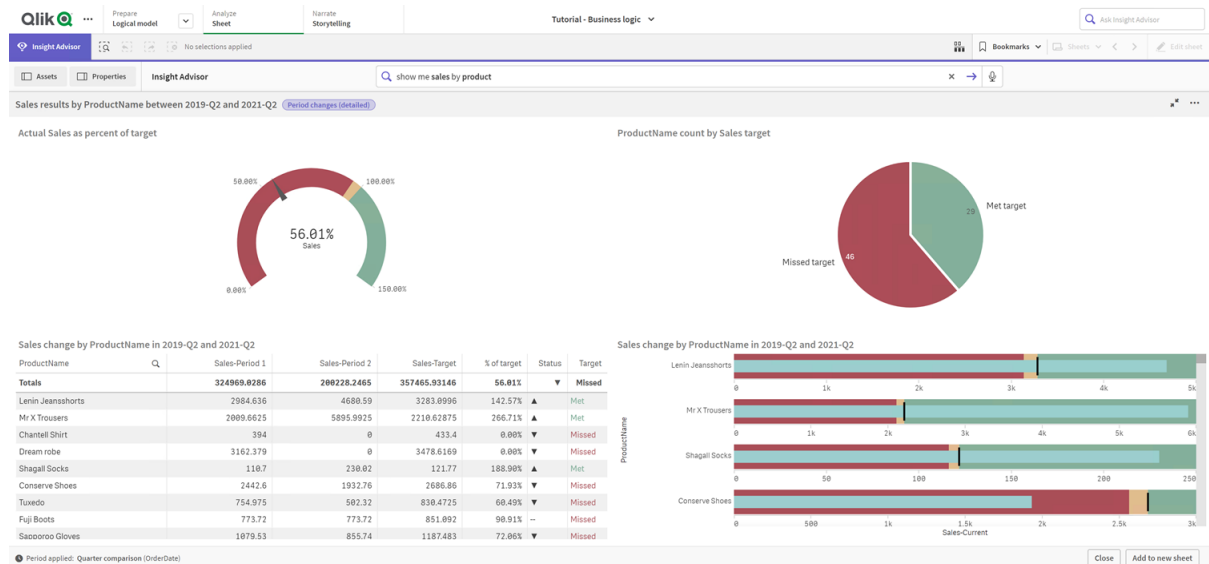 Qlik ... Prepare Logical model Analyze Sheet Narrate Storytelling Tutorial - Business logic Ask Insight Advisor
Insight Advisor No selections applied Bookmarks Sheets Edit sheet
Assets Properties Insight Advisor show me sales by product
Sales results by ProductName between 2019-Q2 and 2021-Q2 Period changes (detailed)
Actual Sales as percent of target
50.00% 100.00%
56.01%
Sales
0.00% 150.00%
ProductName count by Sales target
20 Met target
Missed target 46
Sales change by ProductName in 2019-Q2 and 2021-Q2
ProductName Sales-Period 1 Sales-Period 2 Sales-Target % of target Status Target
Totals 324969.0286 200228.2465 357465.93146 56.01% ▼ Missed
Lenin Jeansshorts 2984.636 4680.59 3283.0996 142.57% ▲ Met
Mr X Trousers 2009.6625 5895.9925 2210.62875 266.71% ▲ Met
Chantell Shirt 394 0 433.4 0.00% ▼ Missed
Dream robe 3162.379 0 3478.6169 0.00% ▼ Missed
Shagall Socks 110.7 230.02 121.77 188.90% ▲ Met
Conserve Shoes 2442.6 1932.76 2686.86 71.93% ▼ Missed
Tuxedo 754.975 502.32 830.4725 60.49% ▼ Missed
Fuji Boots 773.72 773.72 851.092 90.91% -- Missed
Sapporoo Gloves 1079.53 855.74 1187.483 72.06% ▼ Missed
Sales change by ProductName in 2019-Q2 and 2021-Q2
ProductName
Lenin Jeansshorts
0 1k 2k 3k 4k 5k
Mr X Trousers
0 1k 2k 3k 4k 5k 6k
Shagall Socks
0 50 100 150 200 250
Conserve Shoes
0 500 1k 1.5k 2k 2.5k 3k
Sales-Current
Period applied: Quarter comparison (OrderDate) Close Add to new sheet